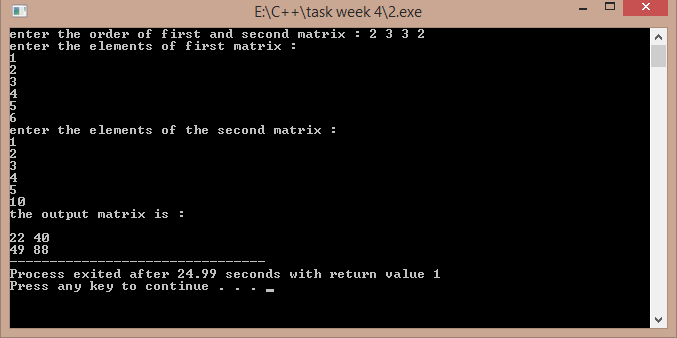 E:\C++\task week 4\2.exe
enter the order of first and second matrix : 2 3 3 2
enter the elements of first matrix :
1
2
3
4
5
6
enter the elements of the second matrix :
1
2
3
4
5
10
the output matrix is :
22 40
49 88
--------------------------------
Process exited after 24.99 seconds with return value 1
Press any key to continue . . .